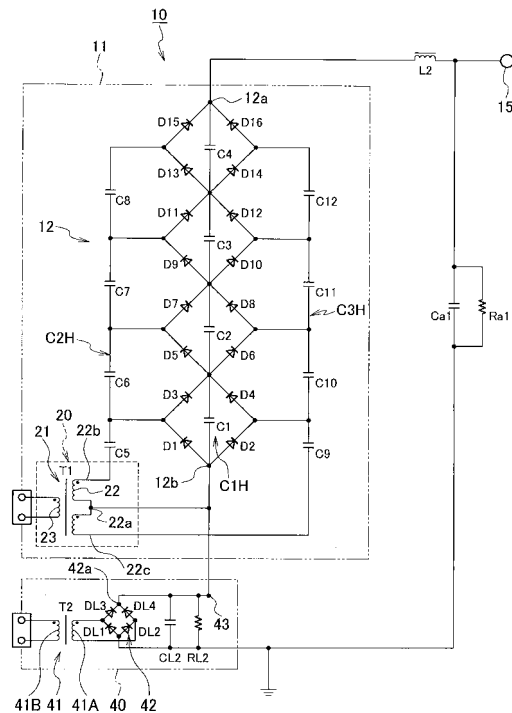 10
11
L2
15
12a
D15
D16
C4
D13
D14
C8
C12
D11
D12
12
C3
D9
D10
C7
C11
D7
D8
C3H
C2H
C2
Ca1
Ra1
D5
D6
C6
C10
D3
D4
C1
20
C5
D1
D2
C9
21
22b
T1
12b
C1H
22
22a
23
42a
22c
T2
DL3
DL4
43
DL1
DL2
CL2
RL2
41B
41
41A
40
42